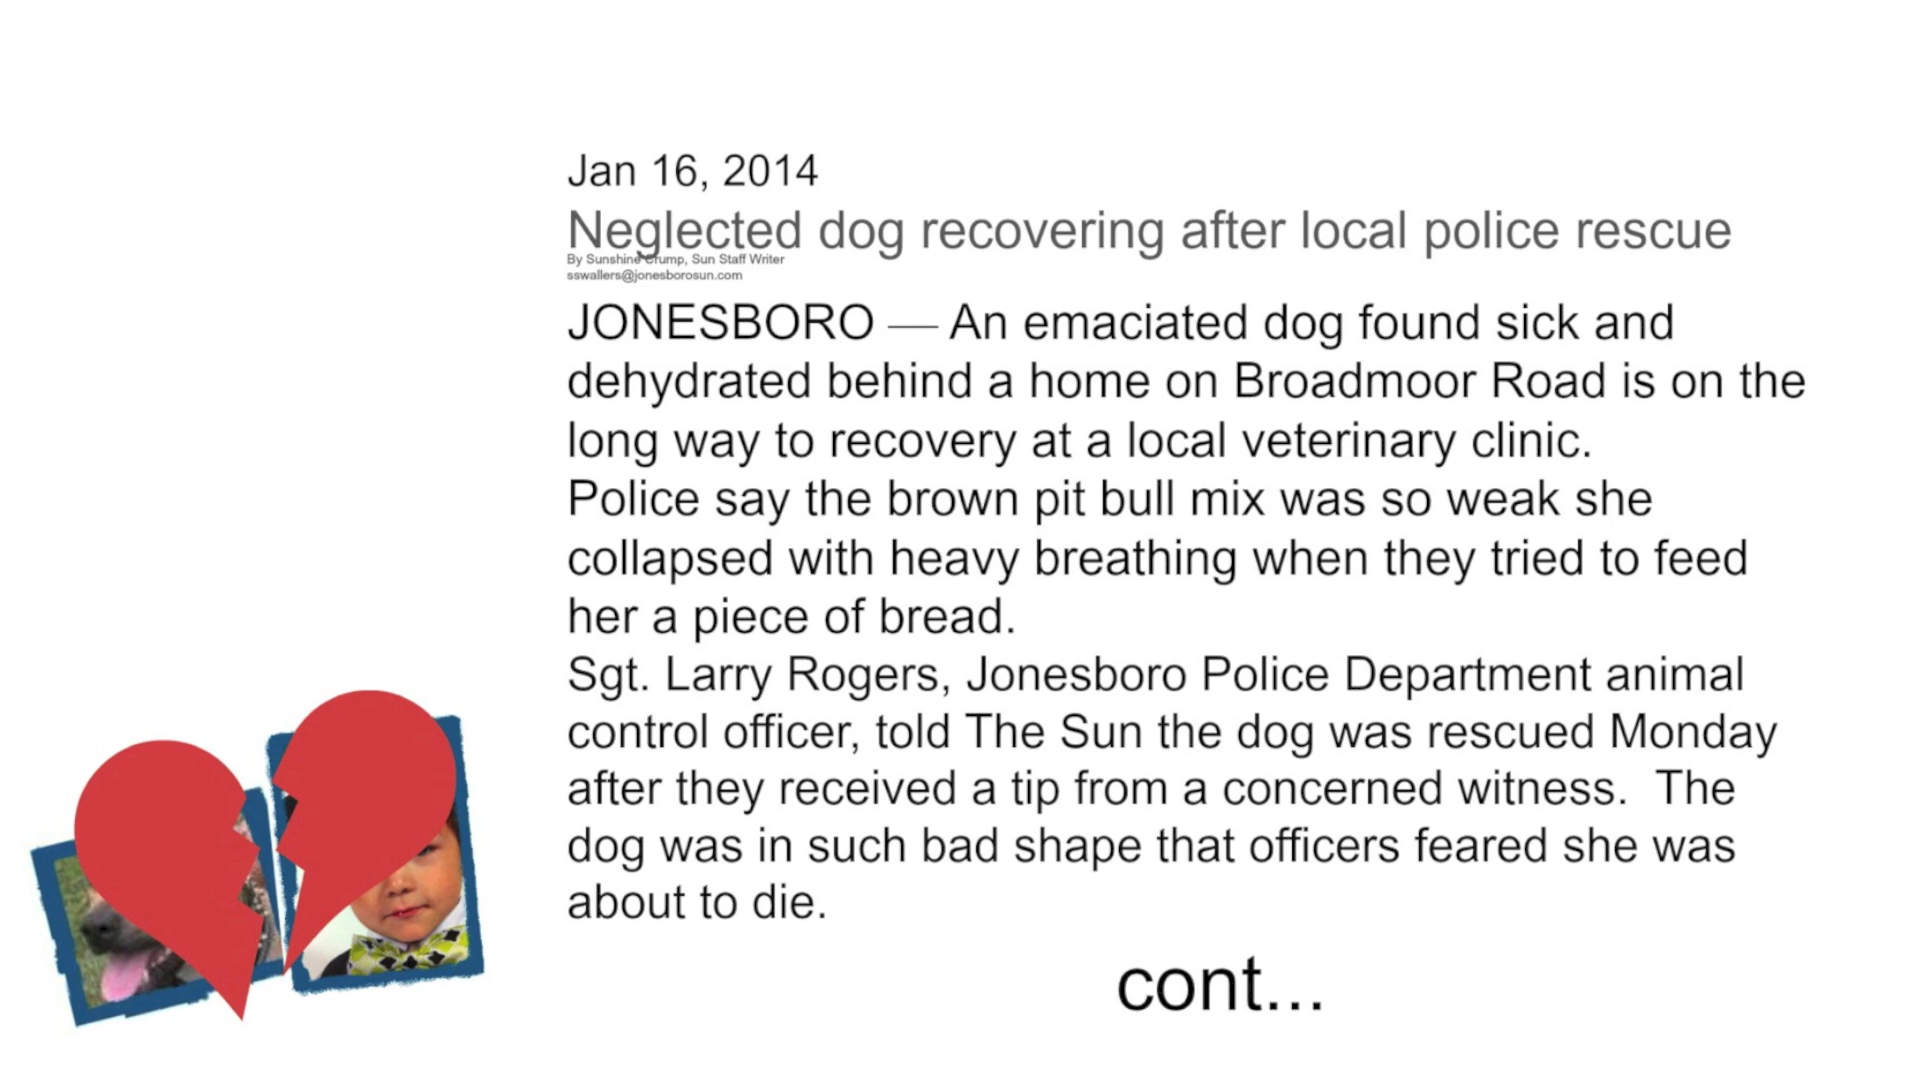 Jan 16, 2014
Neglected dog recovering after local police rescue
By Sunshine Crump, Sun Staff Writer
sswallers@jonesborosun.com
JONESBORO — An emaciated dog found sick and
dehydrated behind a home on Broadmoor Road is on the
long way to recovery at a local veterinary clinic.
Police say the brown pit bull mix was so weak she
collapsed with heavy breathing when they tried to feed
her a piece of bread.
Sgt. Larry Rogers, Jonesboro Police Department animal
control officer, told The Sun the dog was rescued Monday
after they received a tip from a concerned witness.  The
dog was in such bad shape that officers feared she was
about to die.
cont...